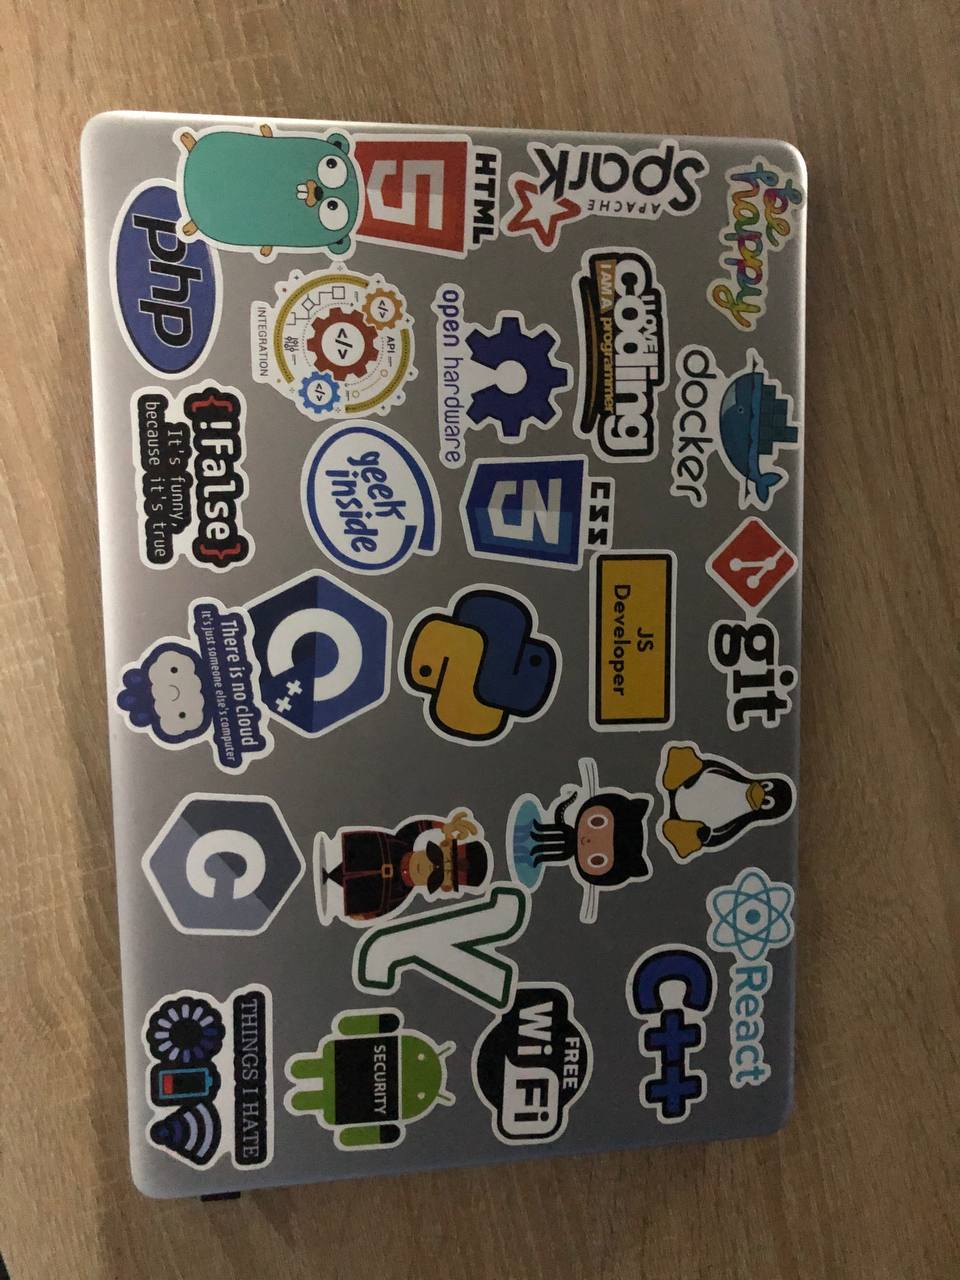 be
happy
Spark
APACHE
HTML
5
php
I LOVE
coding
I AM A programmer
docker
open hardware
API
</>
</>
</>
INTEGRATION
{!False}
It's funny,
because it's true
geek
inside
CSS
3
JS
Developer
git
There is no cloud
It's just someone else's computer
C
++
C
React
C++
FREE
Wi Fi
SECURITY
THINGS I HATE